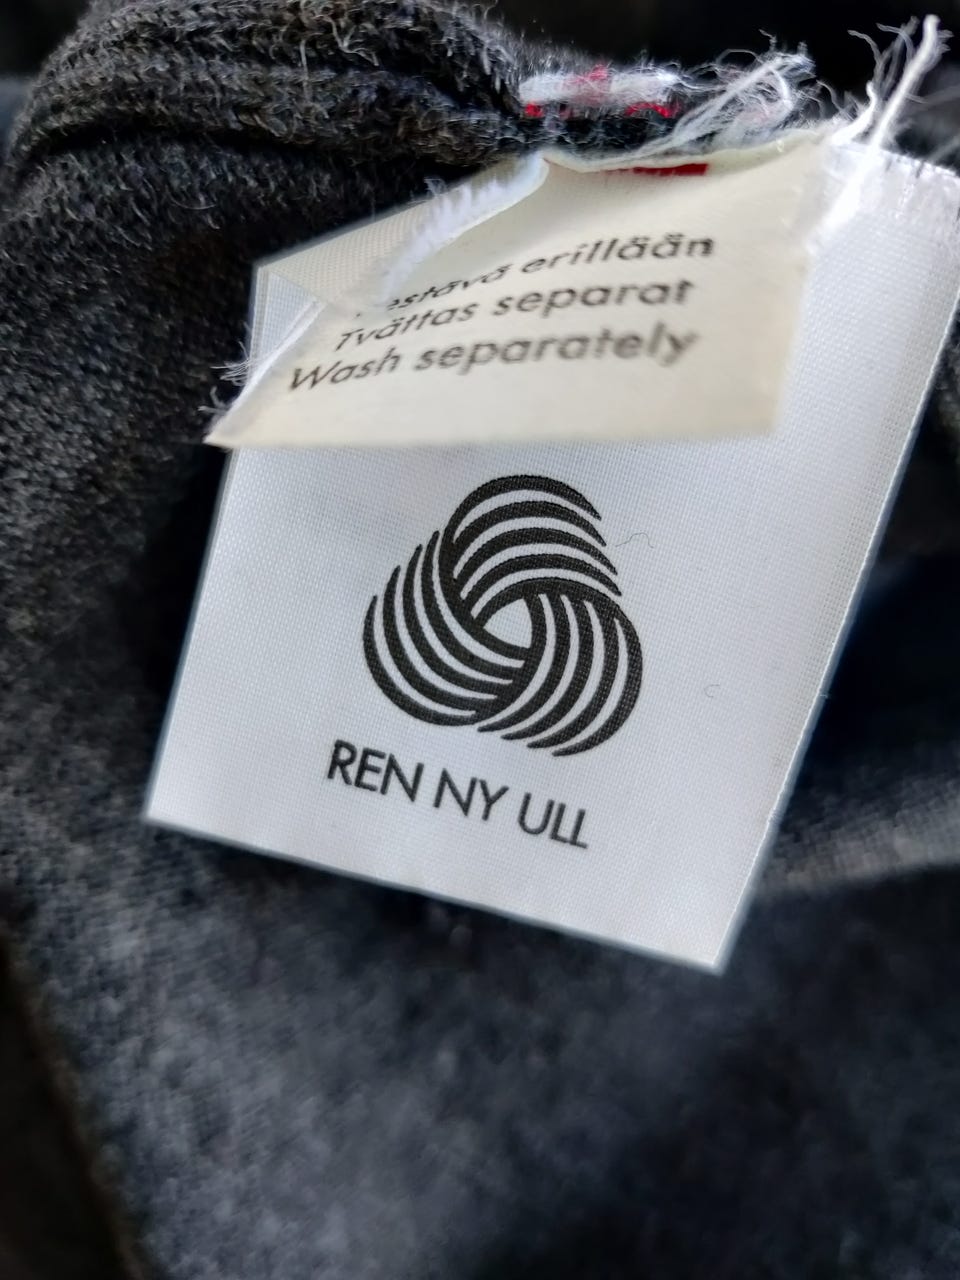 erillään
Tvättas separat
Wash separately
REN NY ULL